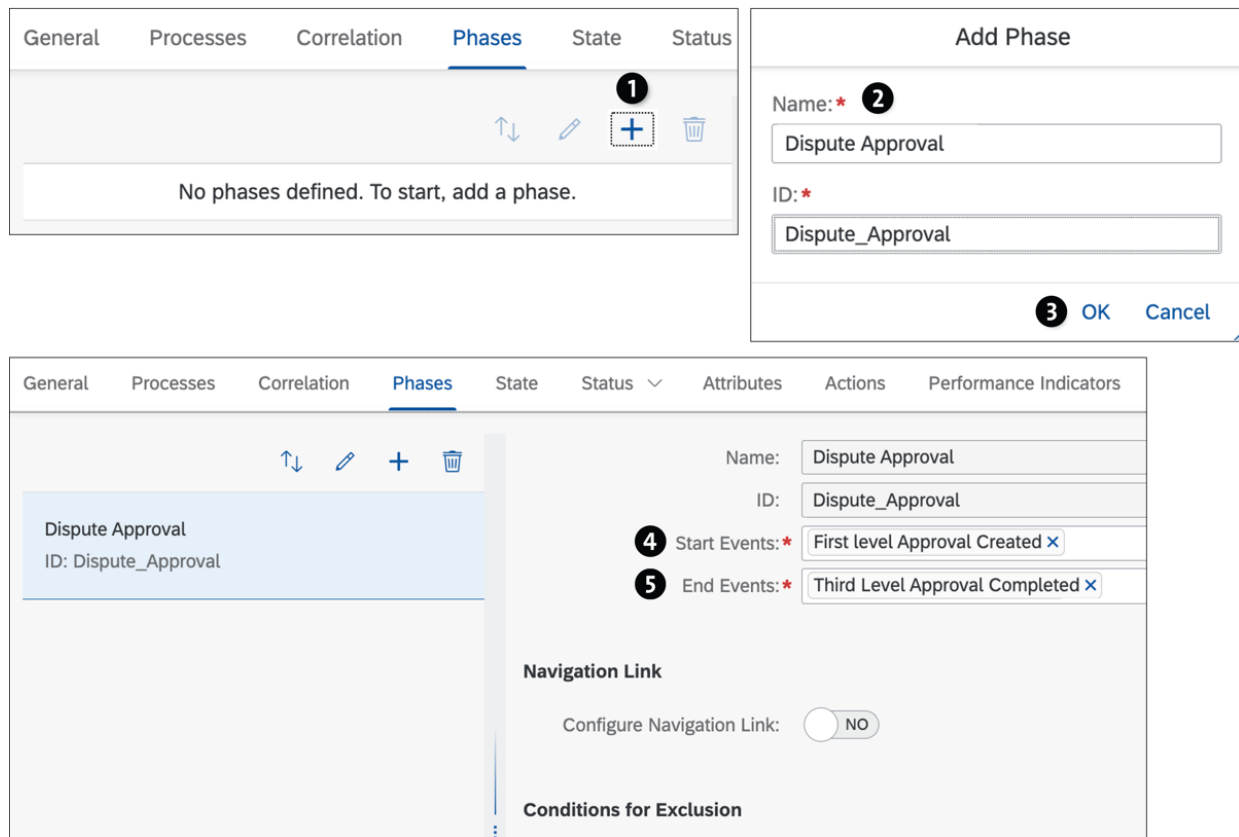 General Processes Correlation Phases State Status
1
No phases defined. To start, add a phase.
Add Phase
Name:* 2
Dispute Approval
ID:*
Dispute_Approval
3 OK Cancel
General Processes Correlation Phases State Status Attributes Actions Performance Indicators
Dispute Approval
ID: Dispute_Approval
Name: Dispute Approval
ID: Dispute_Approval
4 Start Events:* First level Approval Created ×
5 End Events:* Third Level Approval Completed ×
Navigation Link
Configure Navigation Link: NO
Conditions for Exclusion